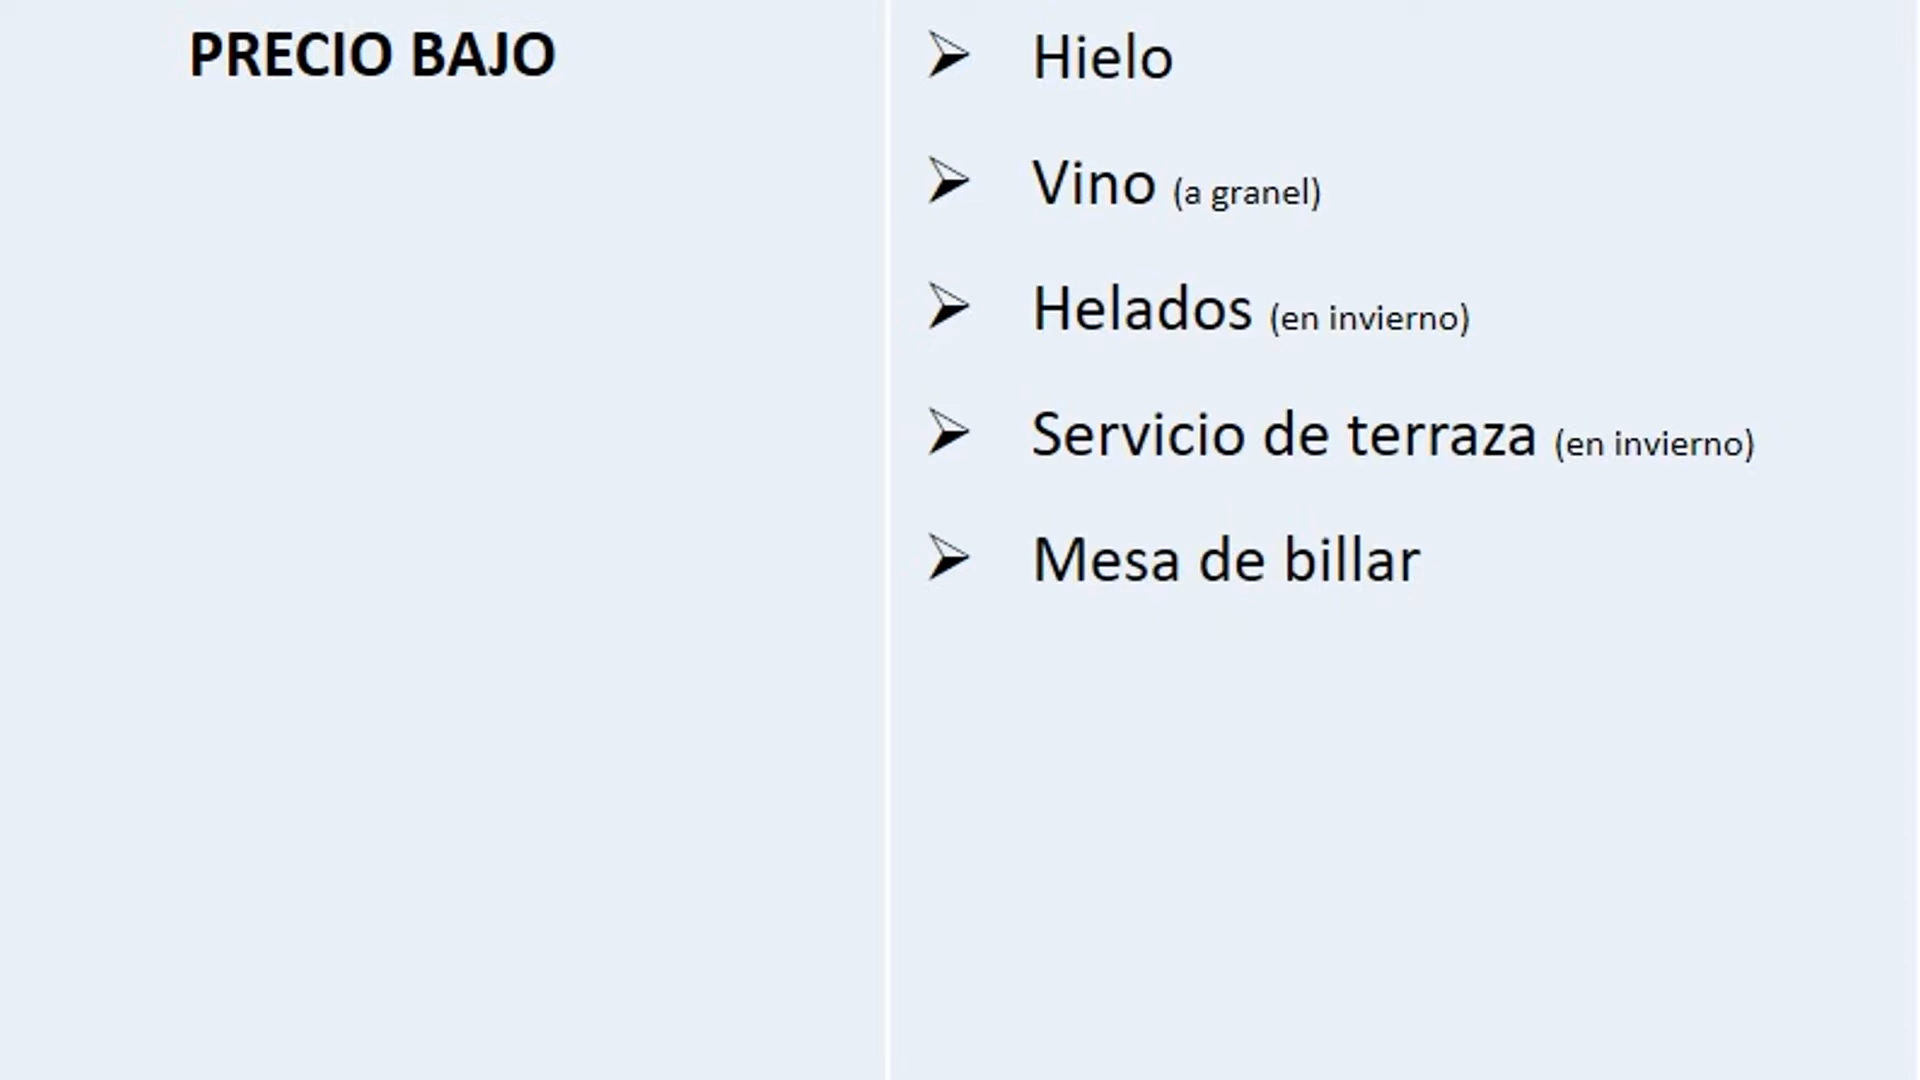 PRECIO BAJO
Hielo
Vino (a granel)
Helados (en invierno)
Servicio de terraza (en invierno)
Mesa de billar